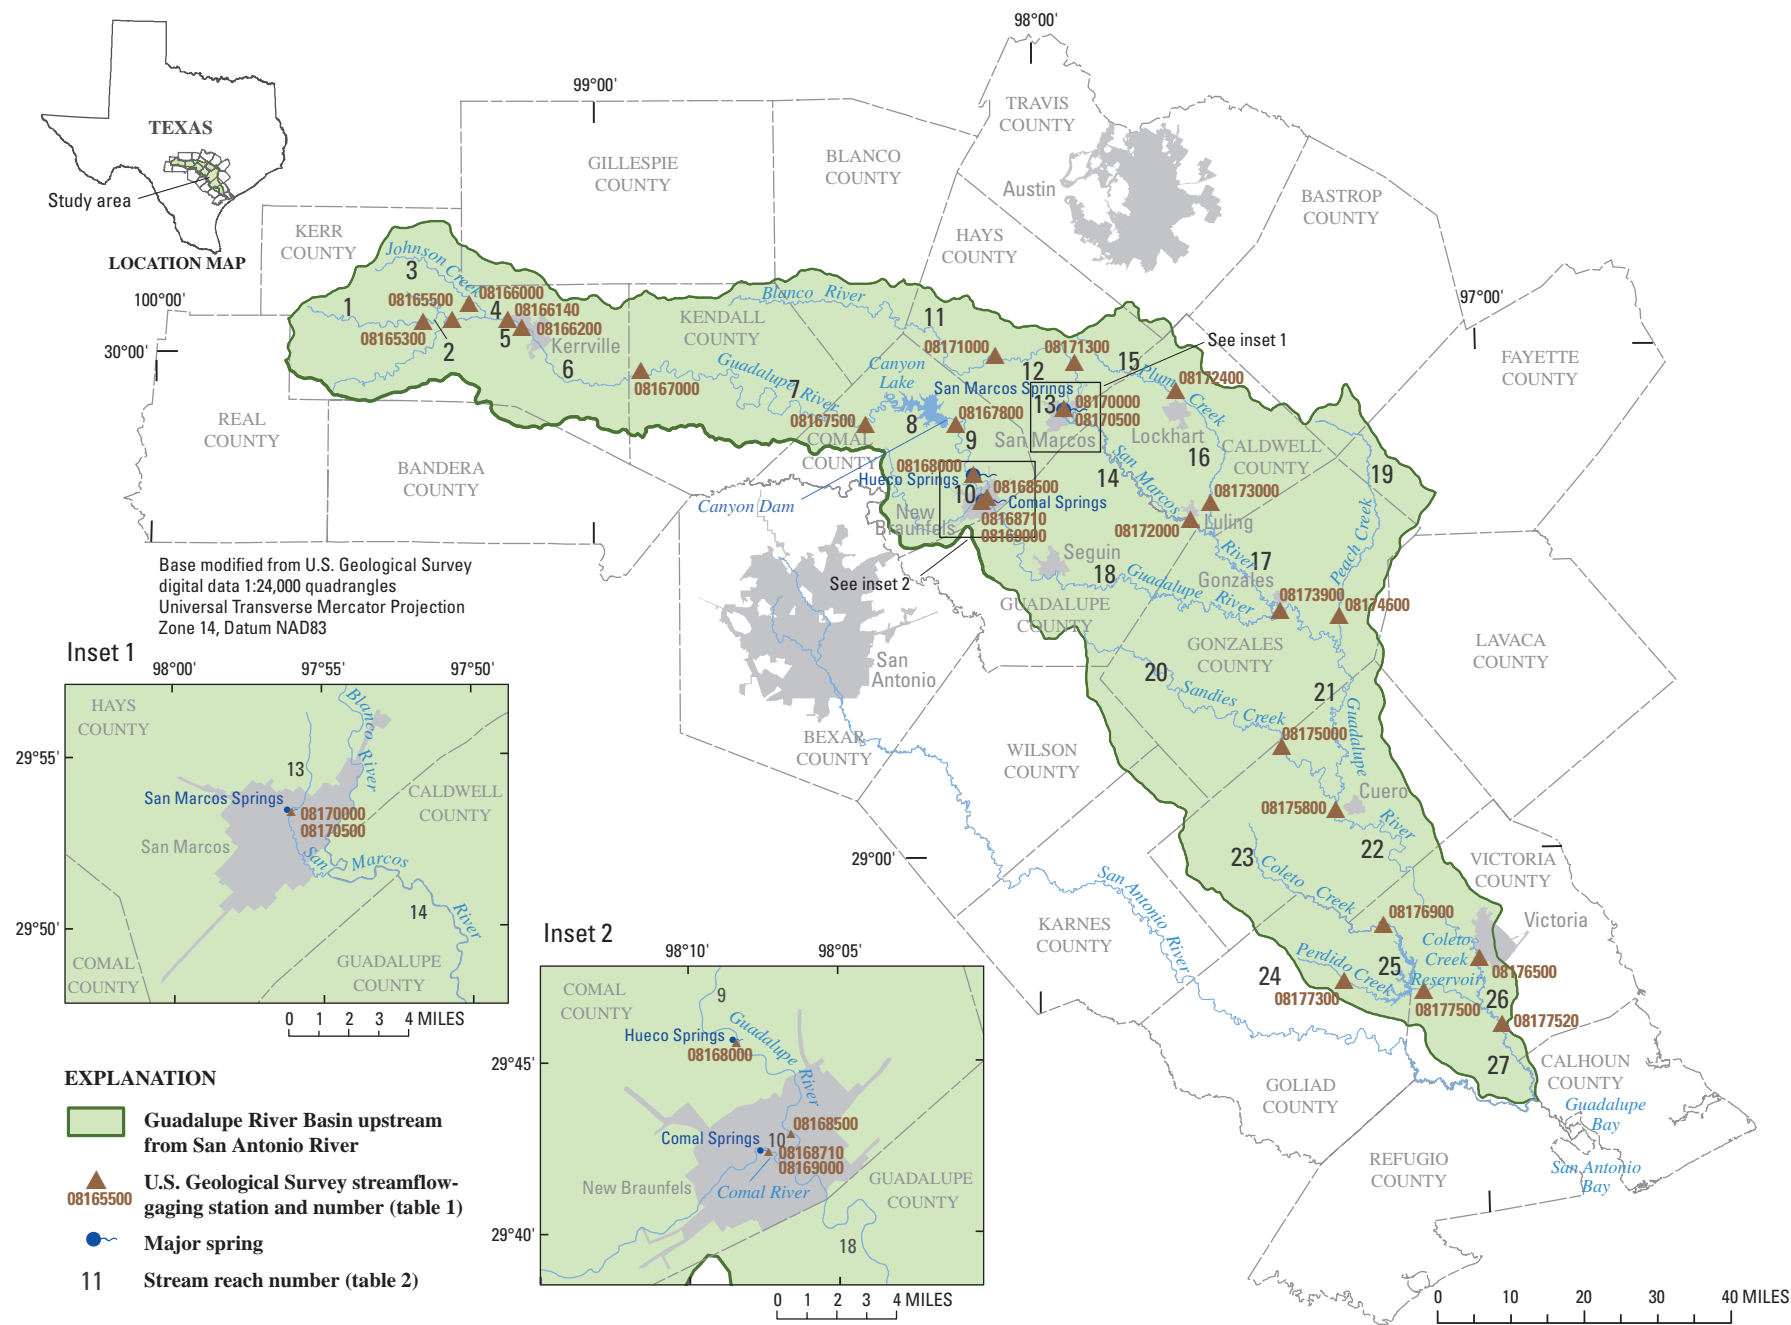 98°00'
99°00'
TRAVIS
COUNTY
TEXAS
Study area
LOCATION MAP
GILLESPIE
COUNTY
BLANCO
COUNTY
Austin
BASTROP
COUNTY
KERR
COUNTY
HAYS
COUNTY
Johnson Creek
3
100°00'
1
08165500
08166000
4
08166140
08165300
2
5
08166200
Kerrville
6
30°00'
Blanco River
11
KENDALL
COUNTY
97°00'
See inset 1
FAYETTE
COUNTY
08171000
08171300
15
12
Plum Creek
08172400
Canyon
Lake
San Marcos Springs
13
08170000
08170500
San Marcos
Lockhart
08167000
Guadalupe River
7
08167500
8
08167800
9
REAL
COUNTY
BANDERA
COUNTY
COMAL
COUNTY
CALDWELL
COUNTY
16
19
14
San Marcos River
08168000
Hueco Springs
10
08168500
Comal Springs
08168710
08169000
New
Braunfels
Canyon Dam
08173000
08172000
Luling
Peach Creek
See inset 2
Seguin
18
Guadalupe River
17
Gonzales
08173900
08174600
GUADALUPE
COUNTY
GONZALES
COUNTY
LAVACA
COUNTY
Base modified from U.S. Geological Survey
digital data 1:24,000 quadrangles
Universal Transverse Mercator Projection
Zone 14, Datum NAD83
San
Antonio
20
Sandies Creek
21
Guadalupe River
08175000
BEXAR
COUNTY
WILSON
COUNTY
Cuero
08175800
22
29°00'
23
Coleto Creek
VICTORIA
COUNTY
San Antonio River
KARNES
COUNTY
08176900
Victoria
Coleto
Creek
Reservoir
Perdido Creek
24
25
08176500
08177300
08177500
26
08177520
27
CALHOUN
COUNTY
GOLIAD
COUNTY
Guadalupe
Bay
REFUGIO
COUNTY
San Antonio
Bay
0 10 20 30 40 MILES
Inset 1
98°00'
97°55'
97°50'
HAYS
COUNTY
Blanco River
29°55'
13
CALDWELL
COUNTY
San Marcos Springs
08170000
08170500
San Marcos
San Marcos River
14
29°50'
COMAL
COUNTY
GUADALUPE
COUNTY
0 1 2 3 4 MILES
Inset 2
98°10'
98°05'
9
COMAL
COUNTY
Hueco Springs
08168000
Guadalupe River
29°45'
08168500
Comal Springs
10
08168710
08169000
New Braunfels
Comal River
GUADALUPE
COUNTY
29°40'
18
0 1 2 3 4 MILES
EXPLANATION
Guadalupe River Basin upstream
from San Antonio River
U.S. Geological Survey streamflow-
08165500 gaging station and number (table 1)
Major spring
11 Stream reach number (table 2)